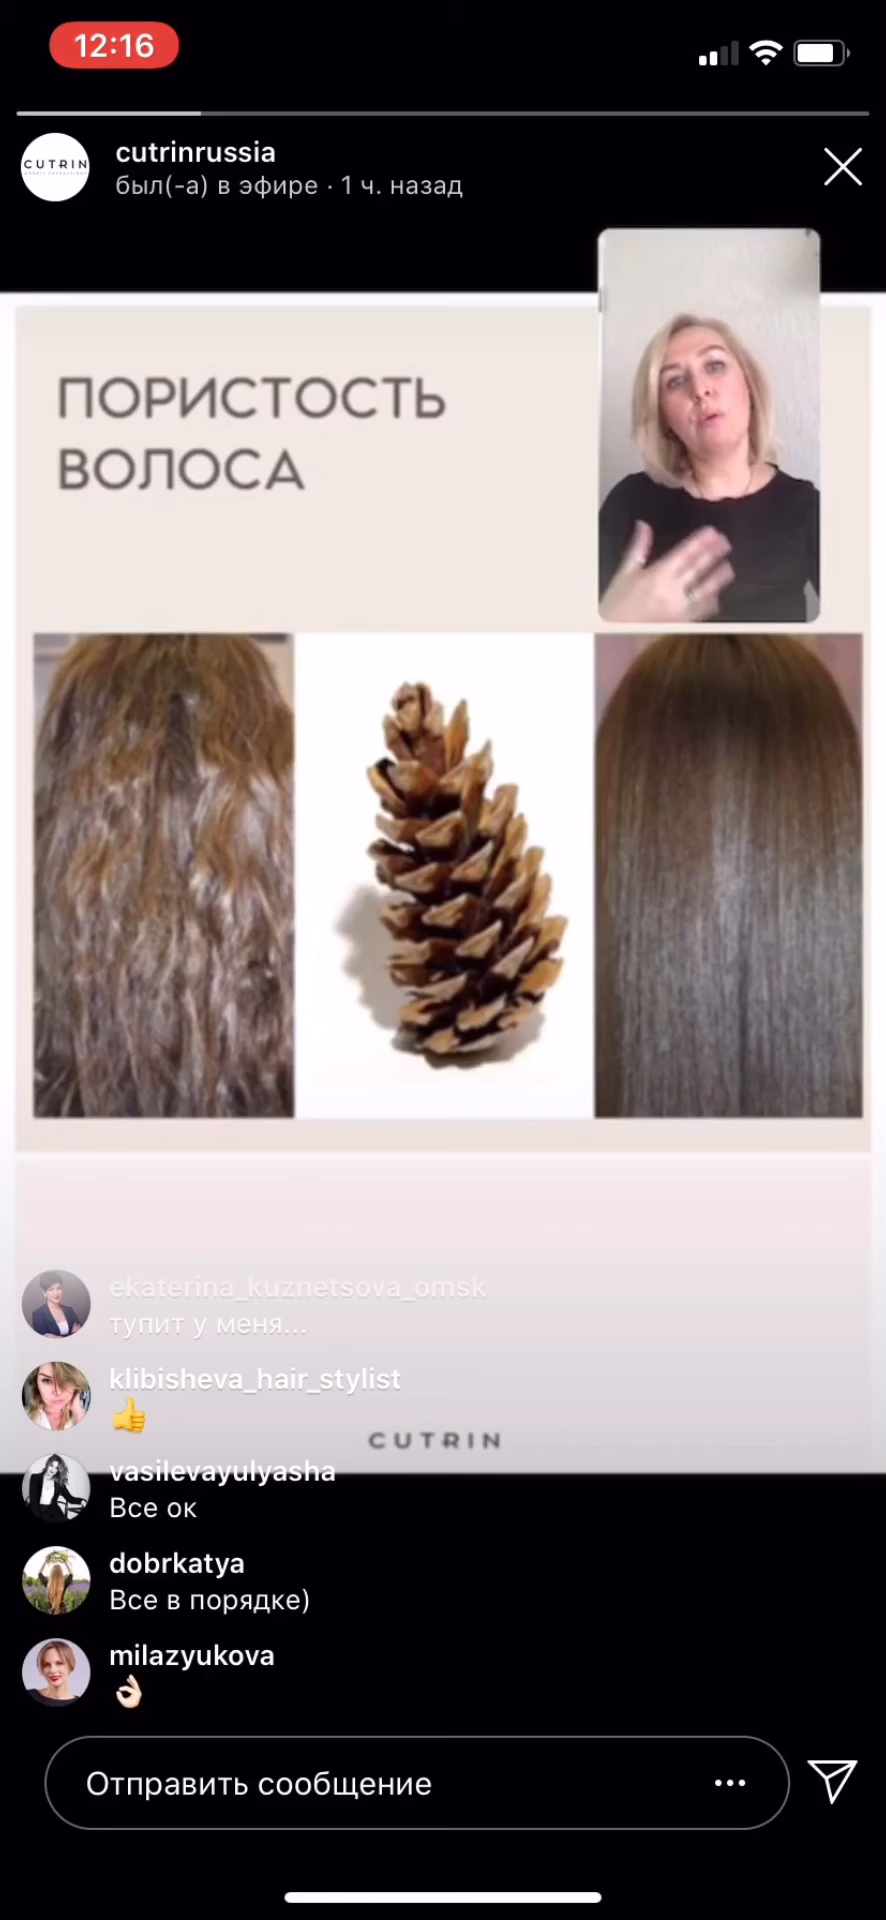 12:16
CUTRIN
cutrinrussia
был(-а) в эфире · 1 ч. назад
ПОРИСТОСТЬ
ВОЛОСА
ekaterina_kuznetsova_omsk
тупит у меня...
klibisheva_hair_stylist
👍
CUTRIN
vasilevayulyasha
Все ок
dobrkatya
Все в порядке)
milazyukova
👌🏻
Отправить сообщение